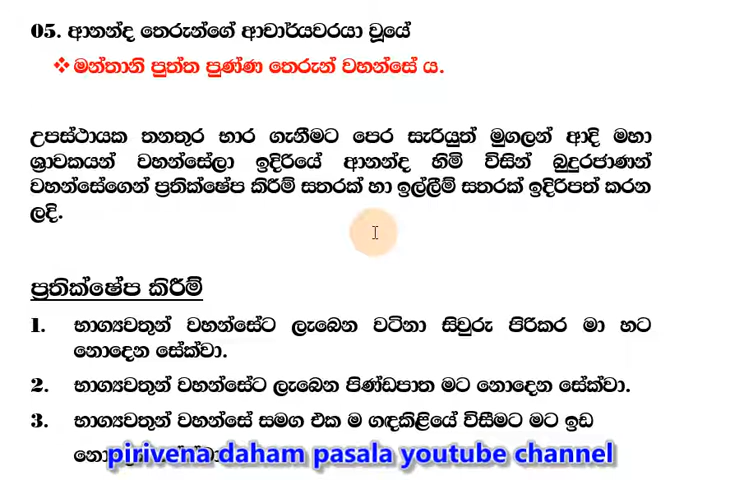 05. ආනන්ද තෙරුන්ගේ ආචාර්යවරයා වූයේ
❖ මන්තානි පුත්ත පුණ්ණ තෙරුන් වහන්සේ ය.
උපස්ථායක තනතුර භාර ගැනීමට පෙර සැරියුත් මුගලන් ආදි මහා
ශ්‍රාවකයන් වහන්සේලා ඉදිරියේ ආනන්ද හිමි විසින් බුදුරජාණන්
වහන්සේගෙන් ප්‍රතික්ෂේප කිරීම් සතරක් හා ඉල්ලීම් සතරක් ඉදිරිපත් කරන
ලදි.
ප්‍රතික්ෂේප කිරීම්
1. භාග්‍යවතුන් වහන්සේට ලැබෙන වටිනා සිවුරු පිරිකර මා හට
නොදෙන සේක්වා.
2. භාග්‍යවතුන් වහන්සේට ලැබෙන පිණ්ඩපාත මට නොදෙන සේක්වා.
3. භාග්‍යවතුන් වහන්සේ සමග එක ම ගඳකිළියේ විසීමට මට ඉඩ
pirivena daham pasala youtube channel